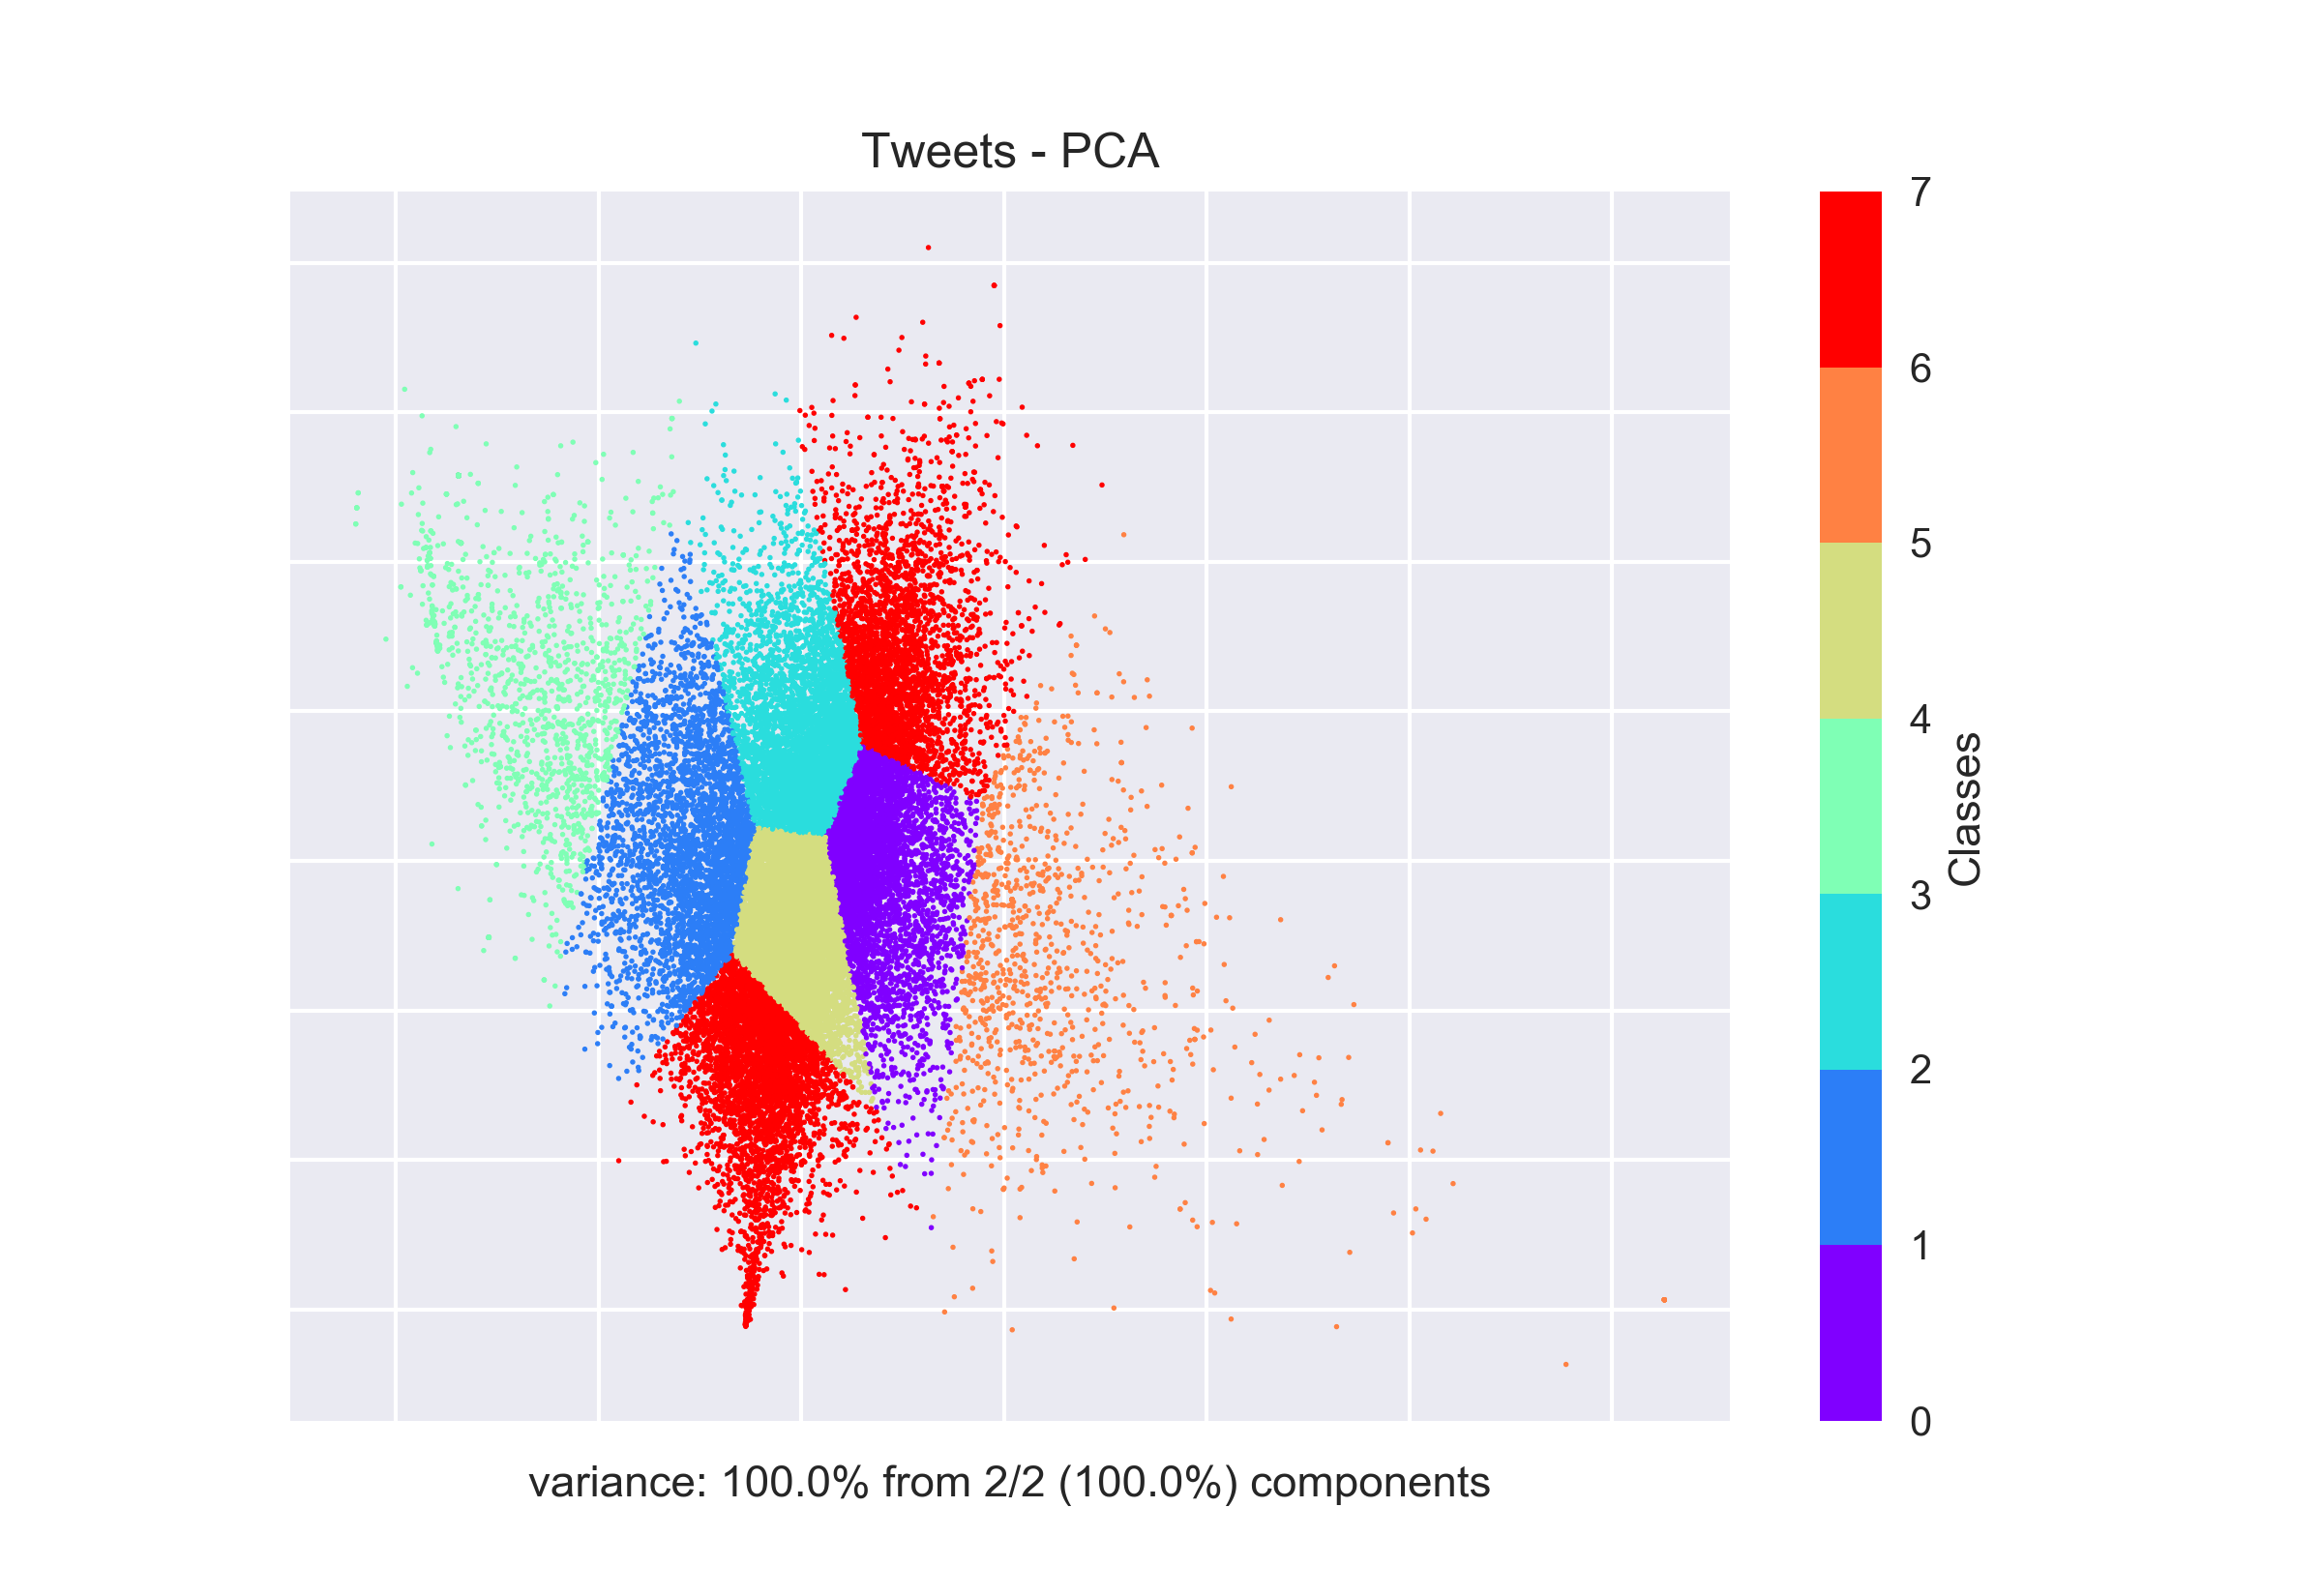 Tweets - PCA
7
6
5
4
3
2
1
0
Classes
variance: 100.0% from 2/2 (100.0%) components